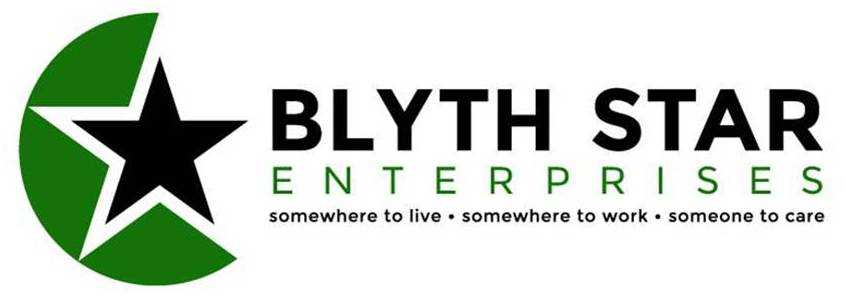 BLYTH STAR
ENTERPRISES
somewhere to live • somewhere to work • someone to care